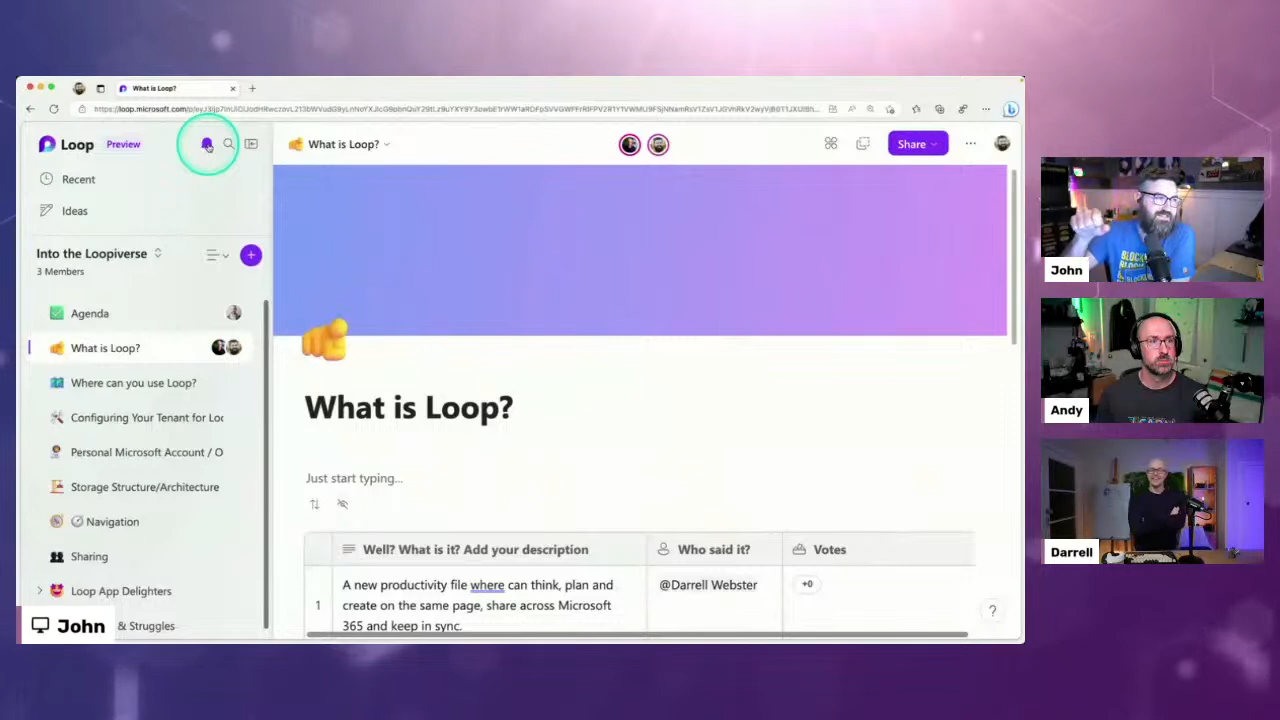 What is Loop?
Loop Preview
What is Loop?
Share
Recent
Ideas
Into the Loopiverse
3 Members
Agenda
What is Loop?
Where can you use Loop?
Configuring Your Tenant for Loc
Personal Microsoft Account / O
Storage Structure/Architecture
Navigation
Sharing
Loop App Delighters
& Struggles
What is Loop?
Just start typing...
Well? What is it? Add your description
Who said it?
Votes
1
A new productivity file where can think, plan and
create on the same page, share across Microsoft
365 and keep in sync.
@Darrell Webster
+0
?
John
John
Andy
Darrell